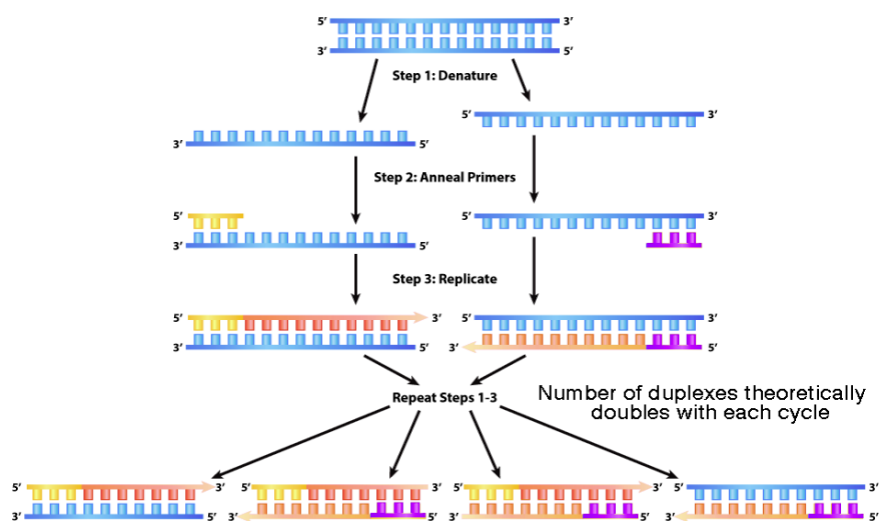 5’ 3’
3’ 5’
Step 1: Denature
5’ 3’
3’ 5’
Step 2: Anneal Primers
5’ 5’ 3’
3’ 5’
Step 3: Replicate
5’ 3’ 5’ 3’
3’ 5’ 3’ 5’
Repeat Steps 1-3
Number of duplexes theoretically
doubles with each cycle
5’ 3’ 5’ 3’ 5’ 3’ 5’ 3’
3’ 5’ 3’ 5’ 3’ 5’ 3’ 5’